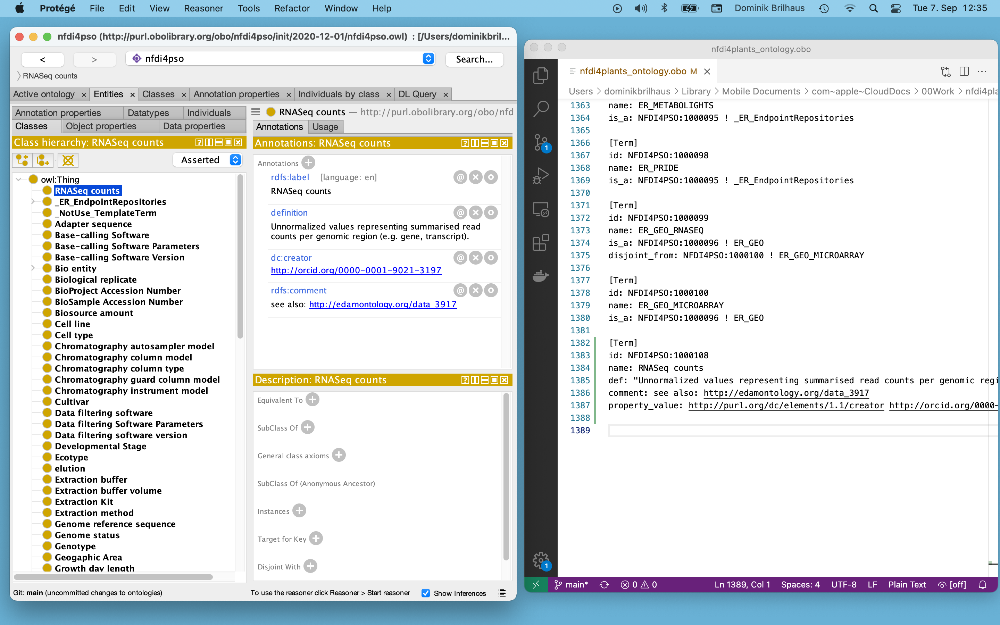 Protégé File Edit View Reasoner Tools Refactor Window Help Dominik Brilhaus Tue 7. Sep 12:35
nfdi4pso (http://purl.obolibrary.org/obo/nfdi4pso/init/2020-12-01/nfdi4pso.owl) : [/Users/dominikbril...
< > nfdi4pso Search...
RNASeq counts
Active ontology × Entities × Classes × Annotation properties × Individuals by class × DL Query ×
Annotation properties Datatypes Individuals
Classes Object properties Data properties
Class hierarchy: RNASeq counts
Asserted
owl:Thing
RNASeq counts
_ER_EndpointRepositories
_NotUse_TemplateTerm
Adapter sequence
Base-calling Software
Base-calling Software Parameters
Base-calling Software Version
Bio entity
Biological replicate
BioProject Accession Number
BioSample Accession Number
Biosource amount
Cell line
Cell type
Chromatography autosampler model
Chromatography column model
Chromatography column type
Chromatography guard column model
Chromatography instrument model
Cultivar
Data filtering software
Data filtering Software Parameters
Data filtering software version
Developmental Stage
Ecotype
elution
Extraction buffer
Extraction buffer volume
Extraction Kit
Extraction method
Genome reference sequence
Genome status
Genotype
Geogaphic Area
Growth day length
RNASeq counts — http://purl.obolibrary.org/obo/nfd
Annotations Usage
Annotations: RNASeq counts
Annotations
rdfs:label [language: en]
RNASeq counts
definition
Unnormalized values representing summarised read
counts per genomic region (e.g. gene, transcript).
dc:creator
http://orcid.org/0000-0001-9021-3197
rdfs:comment
see also: http://edamontology.org/data_3917
Description: RNASeq counts
Equivalent To
SubClass Of
General class axioms
SubClass Of (Anonymous Ancestor)
Instances
Target for Key
Disjoint With
Git: main (uncommitted changes to ontologies) To use the reasoner click Reasoner > Start reasoner Show Inferences
nfdi4plants_ontology.obo
nfdi4plants_ontology.obo M
Users > dominikbrilhaus > Library > Mobile Documents > com~apple~CloudDocs > 00Work > nfdi4pla
1363 name: ER_METABOLIGHTS
1364 is_a: NFDI4PSO:1000095 ! _ER_EndpointRepositories
1365
1366 [Term]
1367 id: NFDI4PSO:1000098
1368 name: ER_PRIDE
1369 is_a: NFDI4PSO:1000095 ! _ER_EndpointRepositories
1370
1371 [Term]
1372 id: NFDI4PSO:1000099
1373 name: ER_GEO_RNASEQ
1374 is_a: NFDI4PSO:1000096 ! ER_GEO
1375 disjoint_from: NFDI4PSO:1000100 ! ER_GEO_MICROARRAY
1376
1377 [Term]
1378 id: NFDI4PSO:1000100
1379 name: ER_GEO_MICROARRAY
1380 is_a: NFDI4PSO:1000096 ! ER_GEO
1381
1382 [Term]
1383 id: NFDI4PSO:1000108
1384 name: RNASeq counts
1385 def: "Unnormalized values representing summarised read counts per genomic regi
1386 comment: see also: http://edamontology.org/data_3917
1387 property_value: http://purl.org/dc/elements/1.1/creator http://orcid.org/0000-
1388
1389
1
1
main* 0 0 Ln 1389, Col 1 Spaces: 4 UTF-8 LF Plain Text [off]